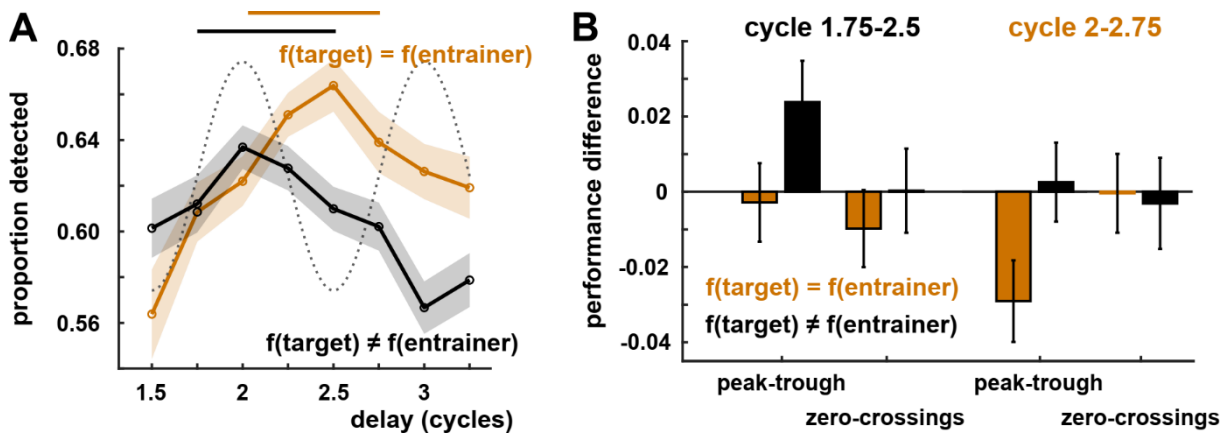 A
0.68
0.64
0.60
0.56
proportion detected
f(target) = f(entrainer)
f(target) ≠ f(entrainer)
1.5
2
2.5
3
delay (cycles)
B
cycle 1.75-2.5
cycle 2-2.75
0.04
0.02
0
-0.02
-0.04
performance difference
f(target) = f(entrainer)
f(target) ≠ f(entrainer)
peak-trough
zero-crossings
peak-trough
zero-crossings